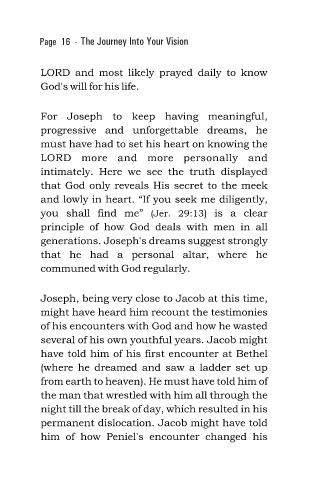 Page 16 - The Journey Into Your Vision
LORD and most likely prayed daily to know
God's will for his life.
For Joseph to keep having meaningful,
progressive and unforgettable dreams, he
must have had to set his heart on knowing the
LORD more and more personally and
intimately. Here we see the truth displayed
that God only reveals His secret to the meek
and lowly in heart. “If you seek me diligently,
you shall find me” (Jer. 29:13) is a clear
principle of how God deals with men in all
generations. Joseph's dreams suggest strongly
that he had a personal altar, where he
communed with God regularly.
Joseph, being very close to Jacob at this time,
might have heard him recount the testimonies
of his encounters with God and how he wasted
several of his own youthful years. Jacob might
have told him of his first encounter at Bethel
(where he dreamed and saw a ladder set up
from earth to heaven). He must have told him of
the man that wrestled with him all through the
night till the break of day, which resulted in his
permanent dislocation. Jacob might have told
him of how Peniel's encounter changed his